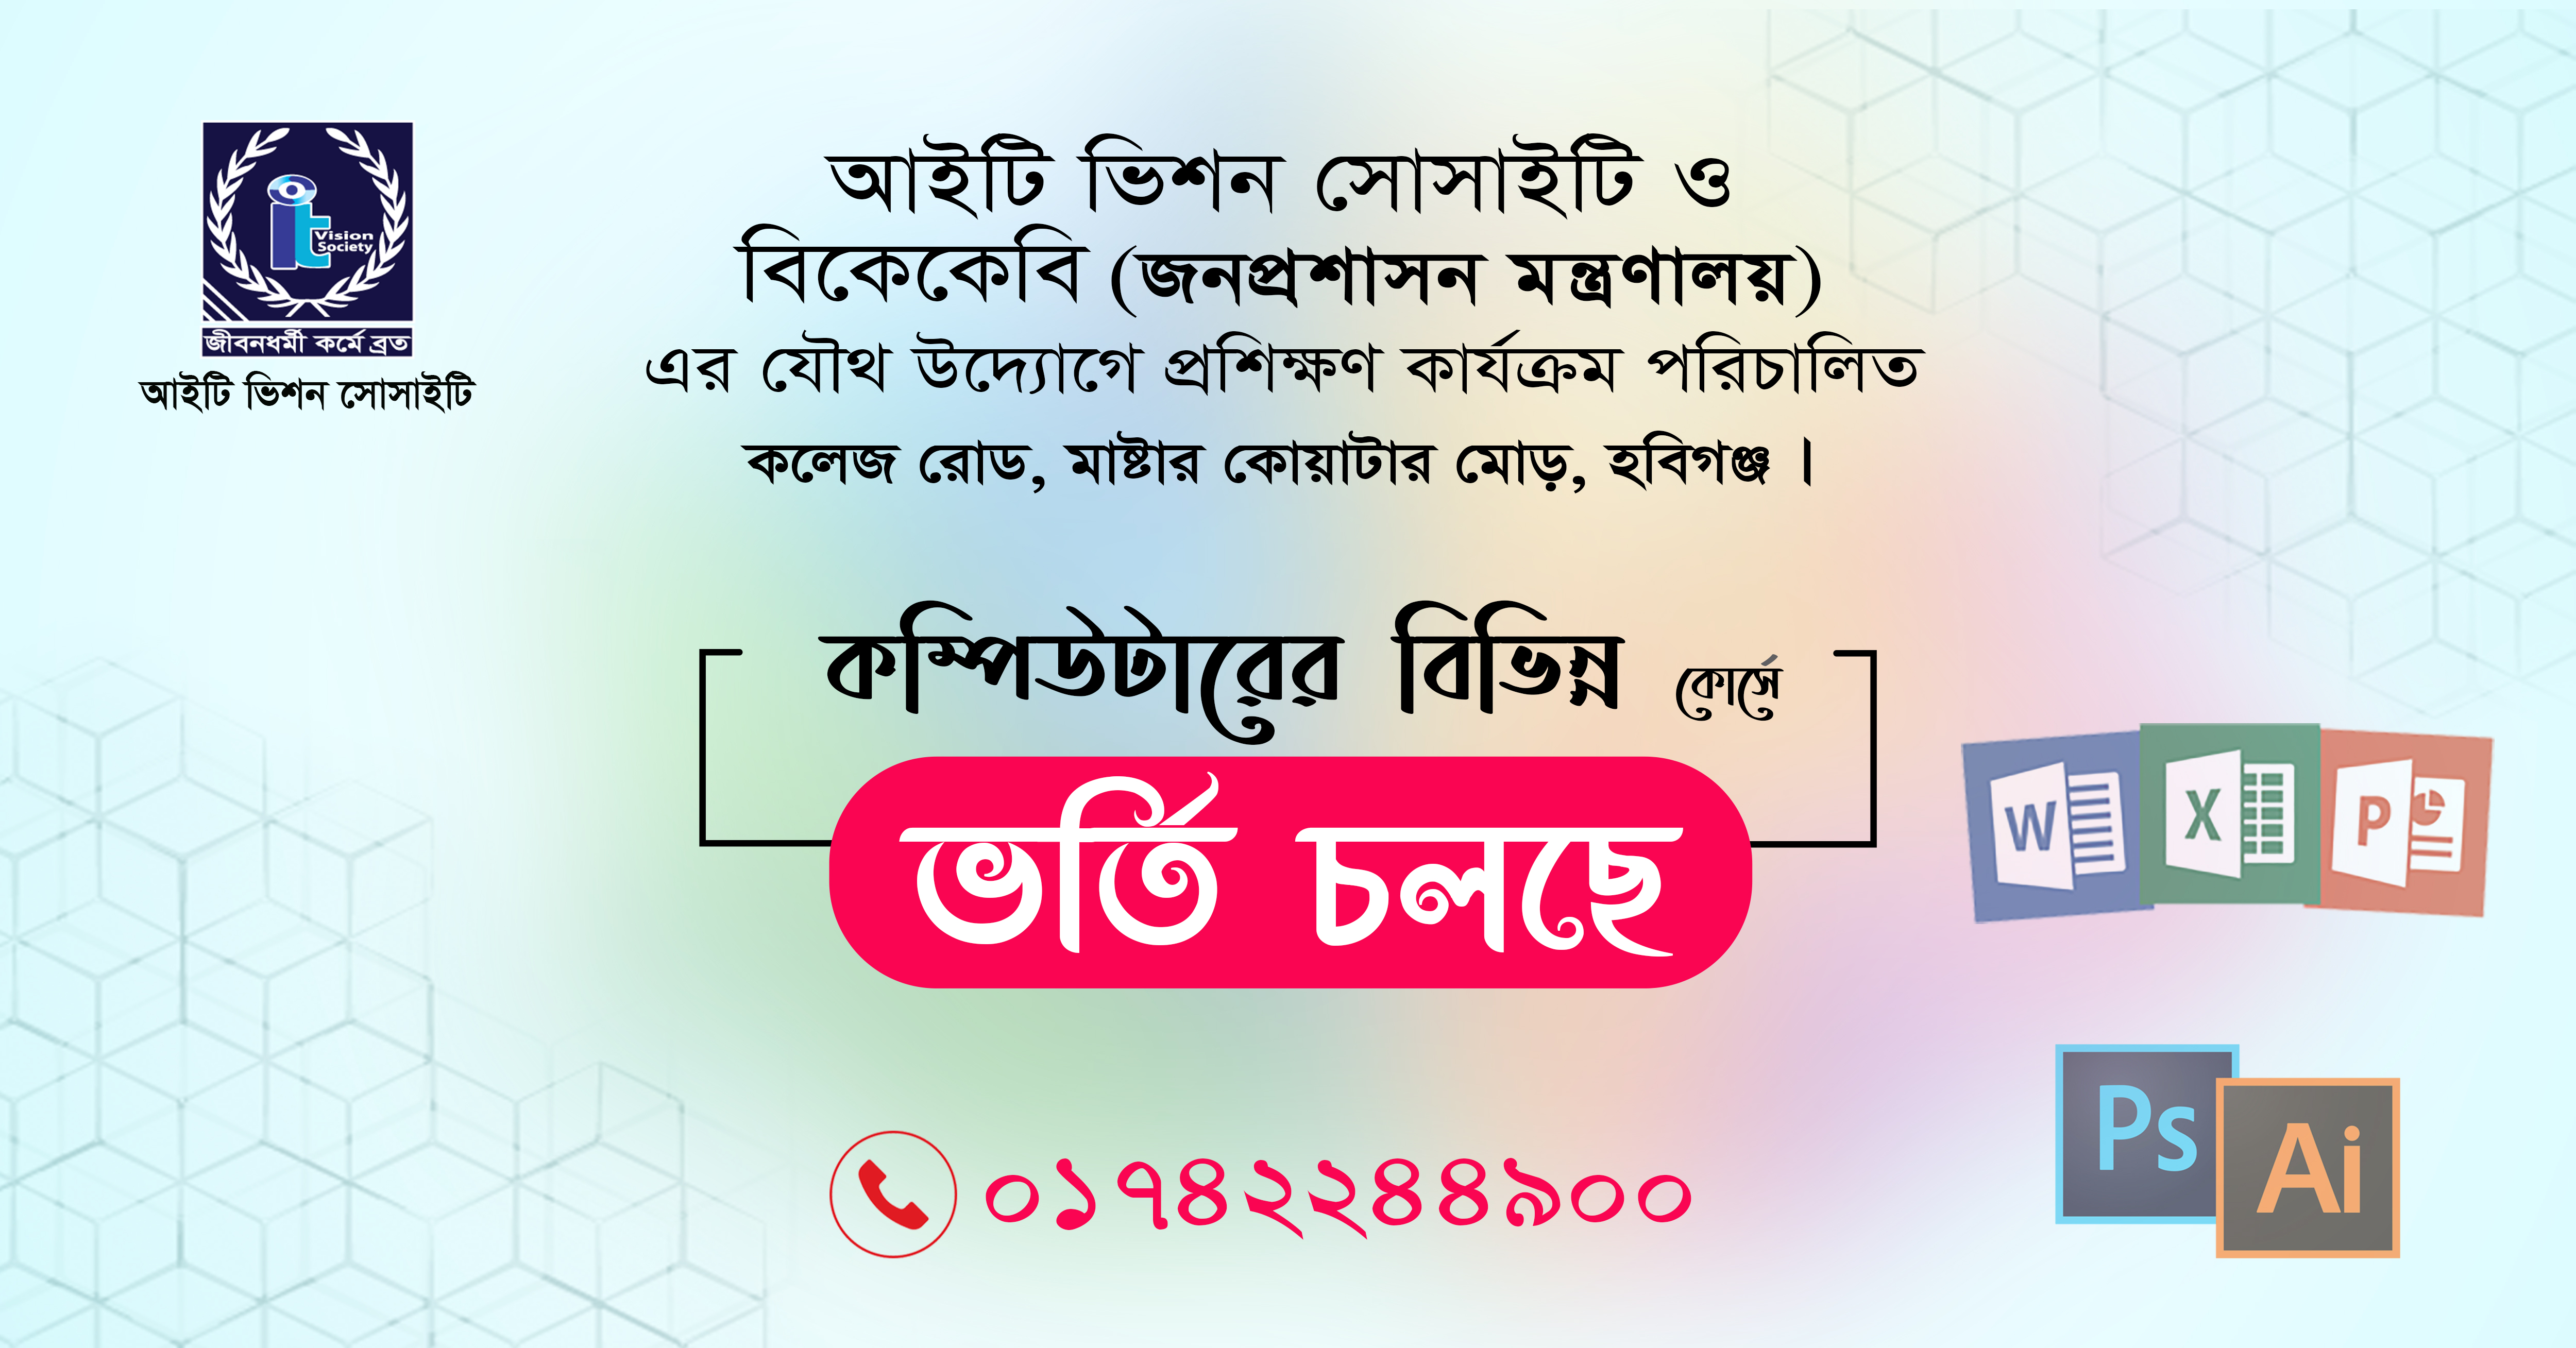 it Vision Society
জীবনধর্মী কর্মে ব্রত
আইটি ভিশন সোসাইটি
আইটি ভিশন সোসাইটি ও
বিকেকেবি (জনপ্রশাসন মন্ত্রণালয়)
এর যৌথ উদ্যোগে প্রশিক্ষণ কার্যক্রম পরিচালিত
কলেজ রোড, মাষ্টার কোয়াটার মোড়, হবিগঞ্জ ।
কম্পিউটারের বিভিন্ন কোর্সে
ভর্তি চলছে
W X P
Ps
Ai
০১৭৪২২৪৪৯০০